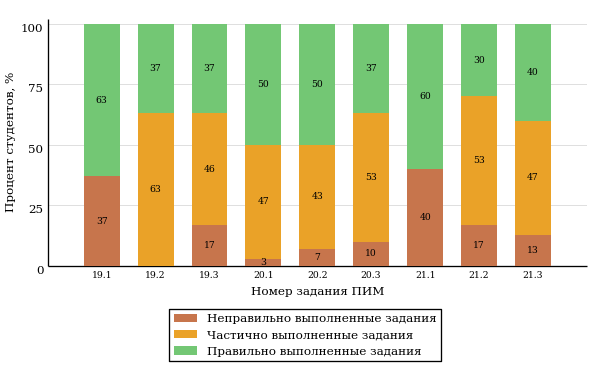 Процент студентов, %
100
75
50
25
0
63 37 37 50 50 37 60 30 40
63 46 47 43 53 53 47
37 17 3 7 10 40 17 13
19.1 19.2 19.3 20.1 20.2 20.3 21.1 21.2 21.3
Номер задания ПИМ
Неправильно выполненные задания
Частично выполненные задания
Правильно выполненные задания